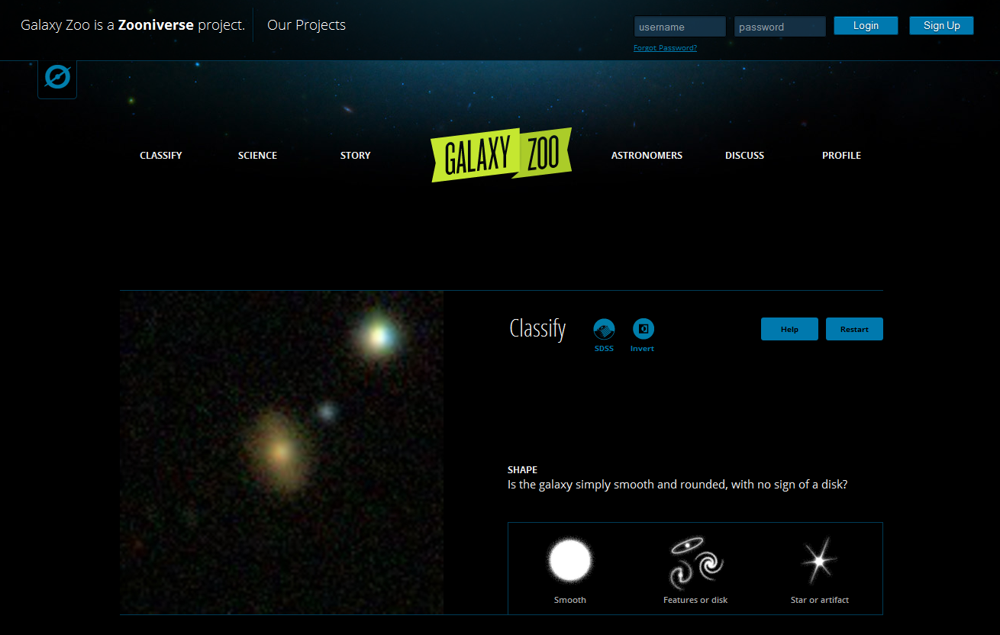 Galaxy Zoo is a Zooniverse project.
Our Projects
username
password
Login
Sign Up
Forgot Password?
CLASSIFY
SCIENCE
STORY
GALAXY ZOO
ASTRONOMERS
DISCUSS
PROFILE
Classify
SDSS
Invert
Help
Restart
SHAPE
Is the galaxy simply smooth and rounded, with no sign of a disk?
Smooth
Features or disk
Star or artifact